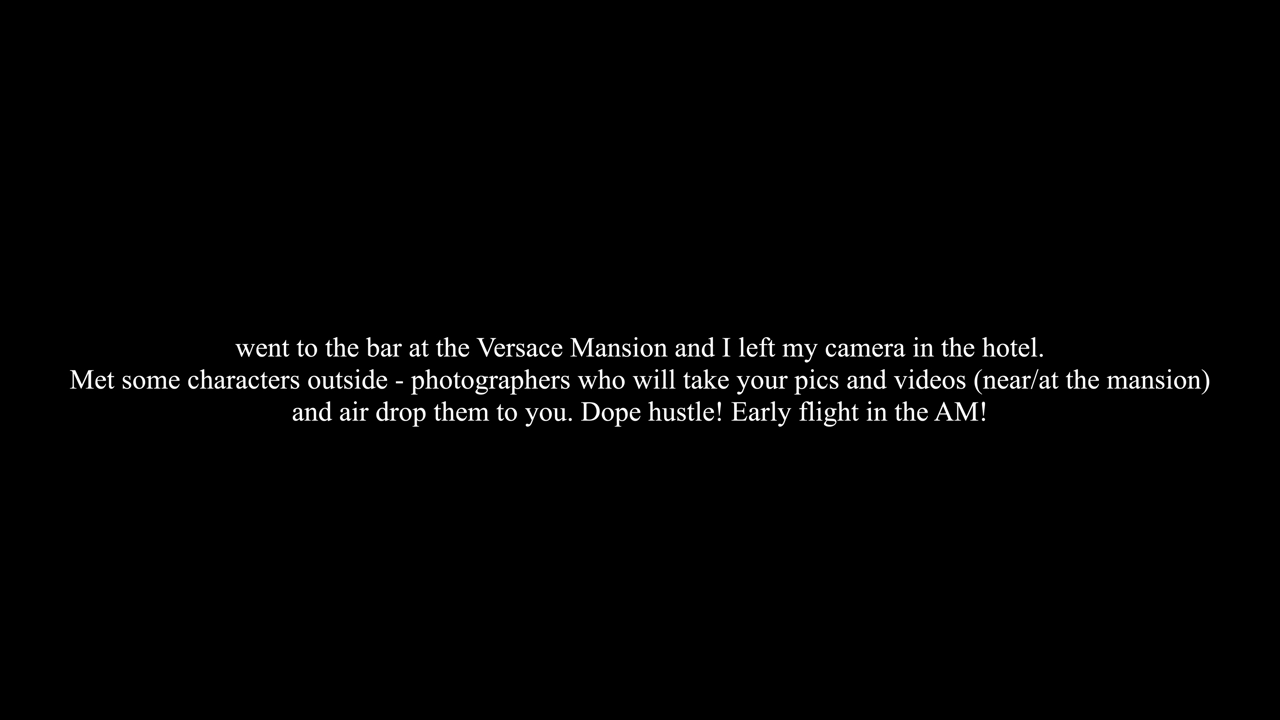 went to the bar at the Versace Mansion and I left my camera in the hotel.
Met some characters outside - photographers who will take your pics and videos (near/at the mansion)
and air drop them to you. Dope hustle! Early flight in the AM!